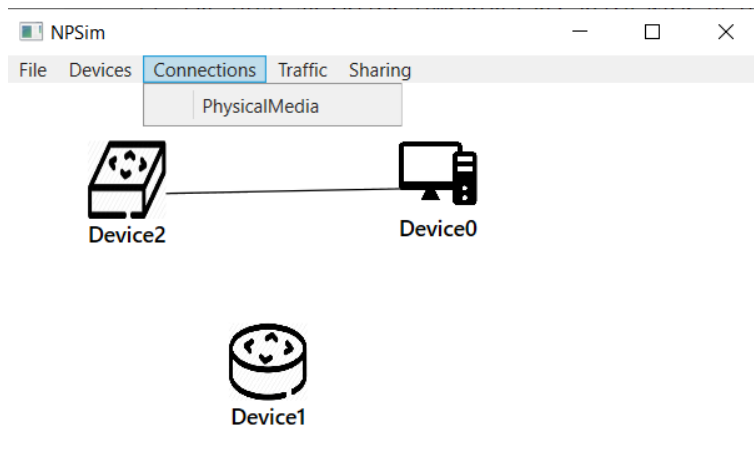 NPSim
File Devices Connections Traffic Sharing
PhysicalMedia
Device2
Device0
Device1